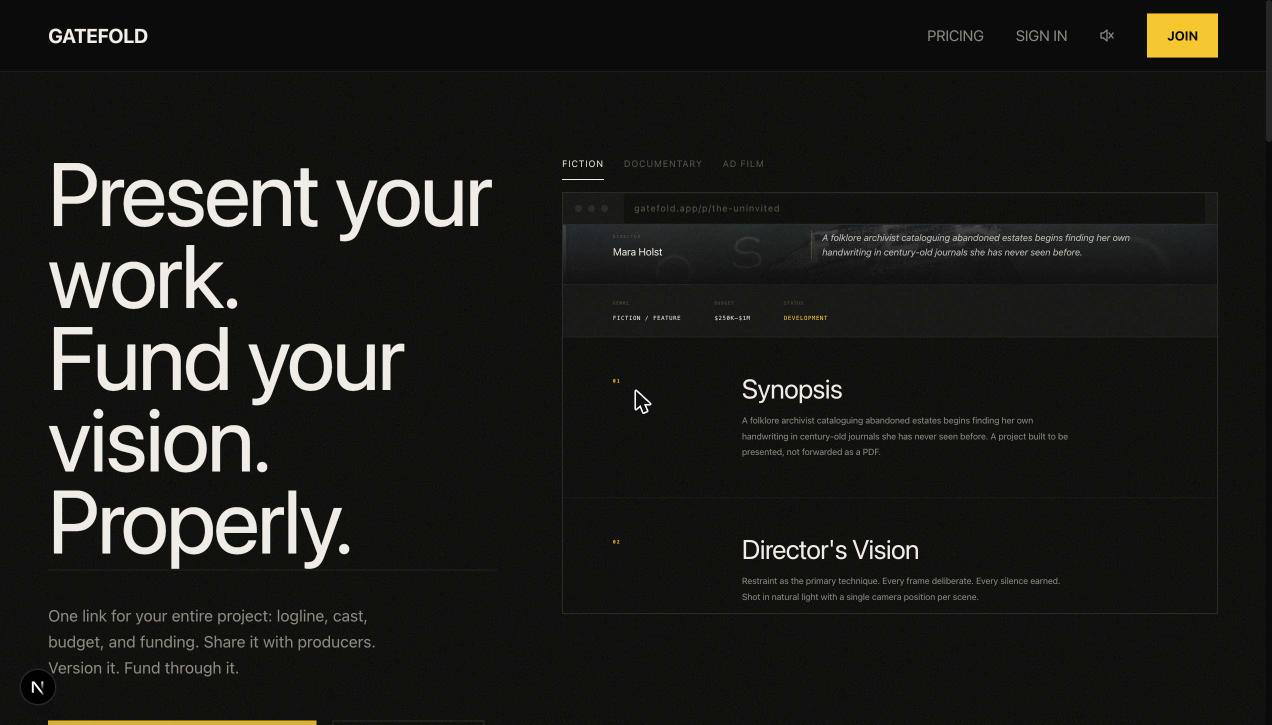 GATEFOLD
PRICING
SIGN IN
JOIN
Present your
work.
Fund your
vision.
Properly.
One link for your entire project: logline, cast,
budget, and funding. Share it with producers.
Version it. Fund through it.
N
FICTION
DOCUMENTARY
AD FILM
gatefold.app/p/the-uninvited
DIRECTOR
Mara Holst
A folklore archivist cataloguing abandoned estates begins finding her own
handwriting in century-old journals she has never seen before.
GENRE
BUDGET
STATUS
FICTION / FEATURE
$250K–$1M
DEVELOPMENT
01
Synopsis
A folklore archivist cataloguing abandoned estates begins finding her own
handwriting in century-old journals she has never seen before. A project built to be
presented, not forwarded as a PDF.
02
Director's Vision
Restraint as the primary technique. Every frame deliberate. Every silence earned.
Shot in natural light with a single camera position per scene.